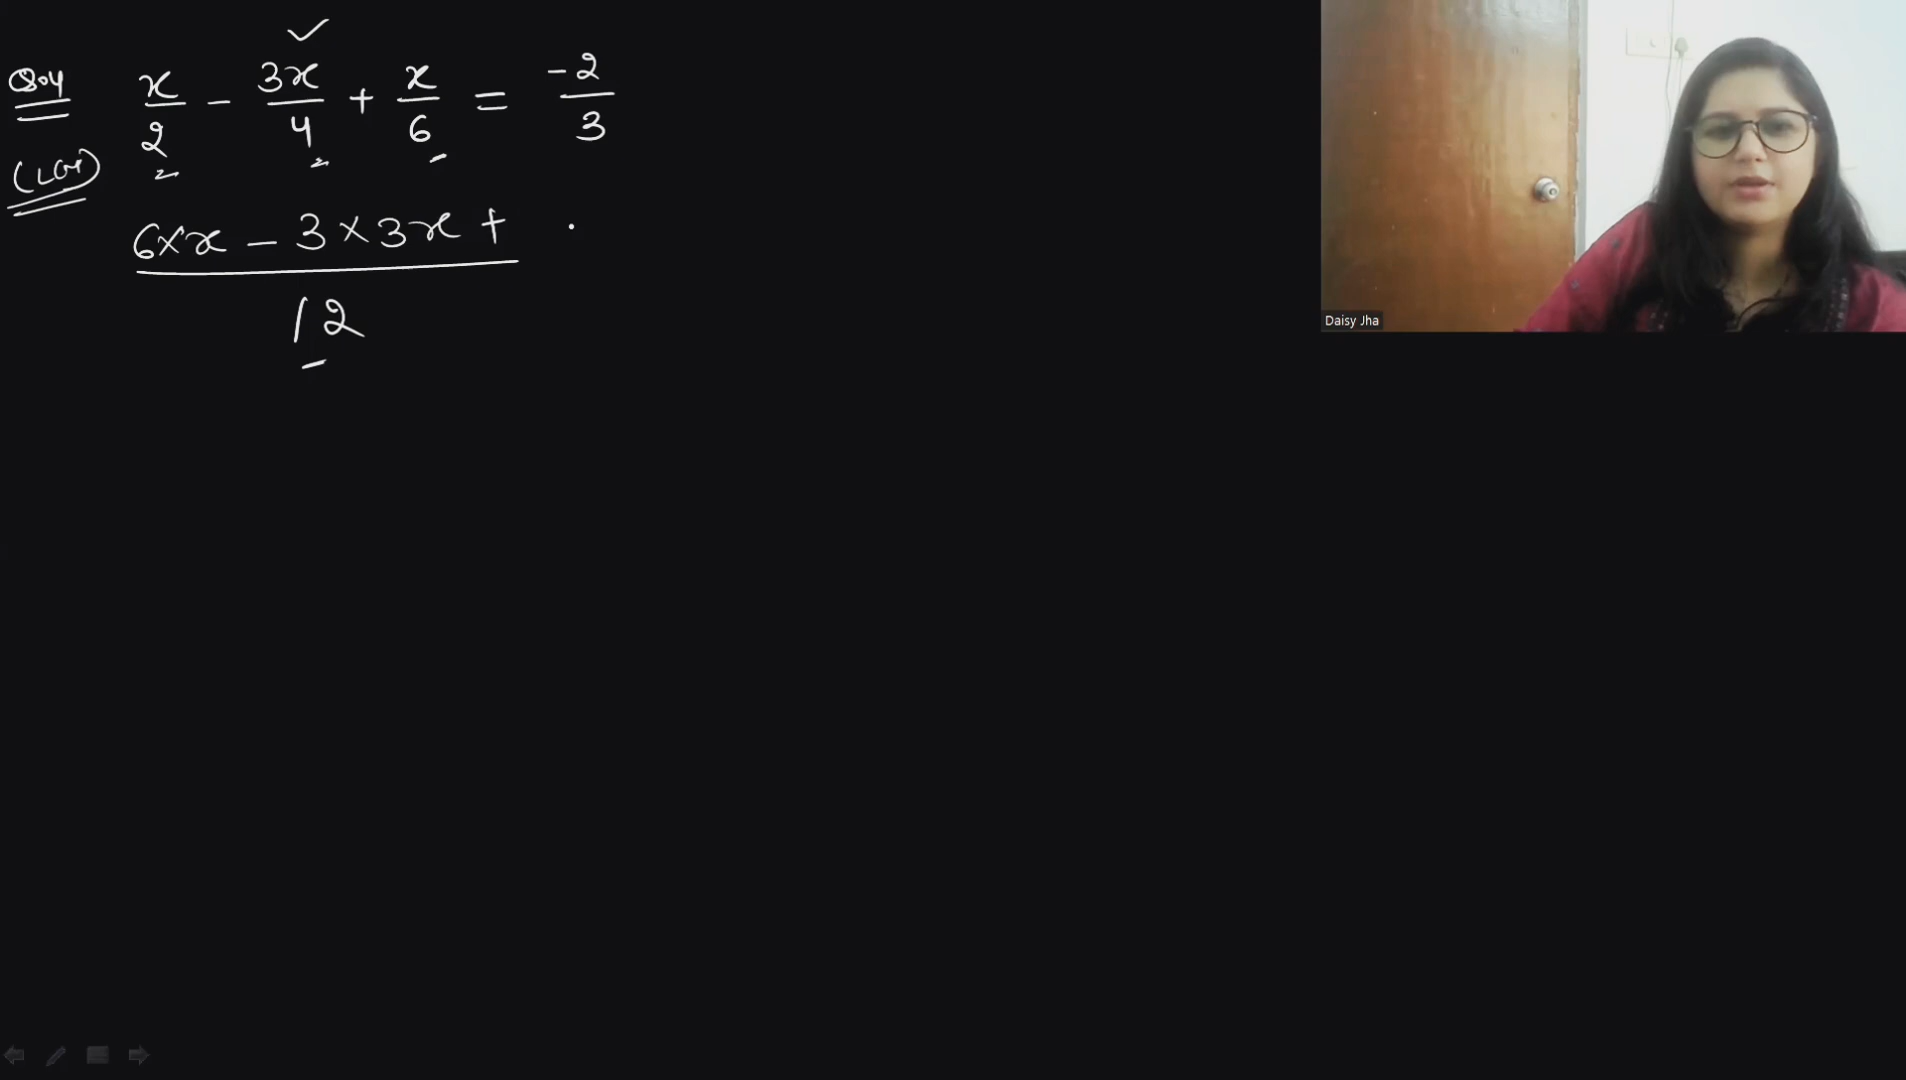 Q.4 x/2 - 3x/4 + x/6 = -2/3
(LCM)
6×x - 3×3x +
12
Daisy Jha